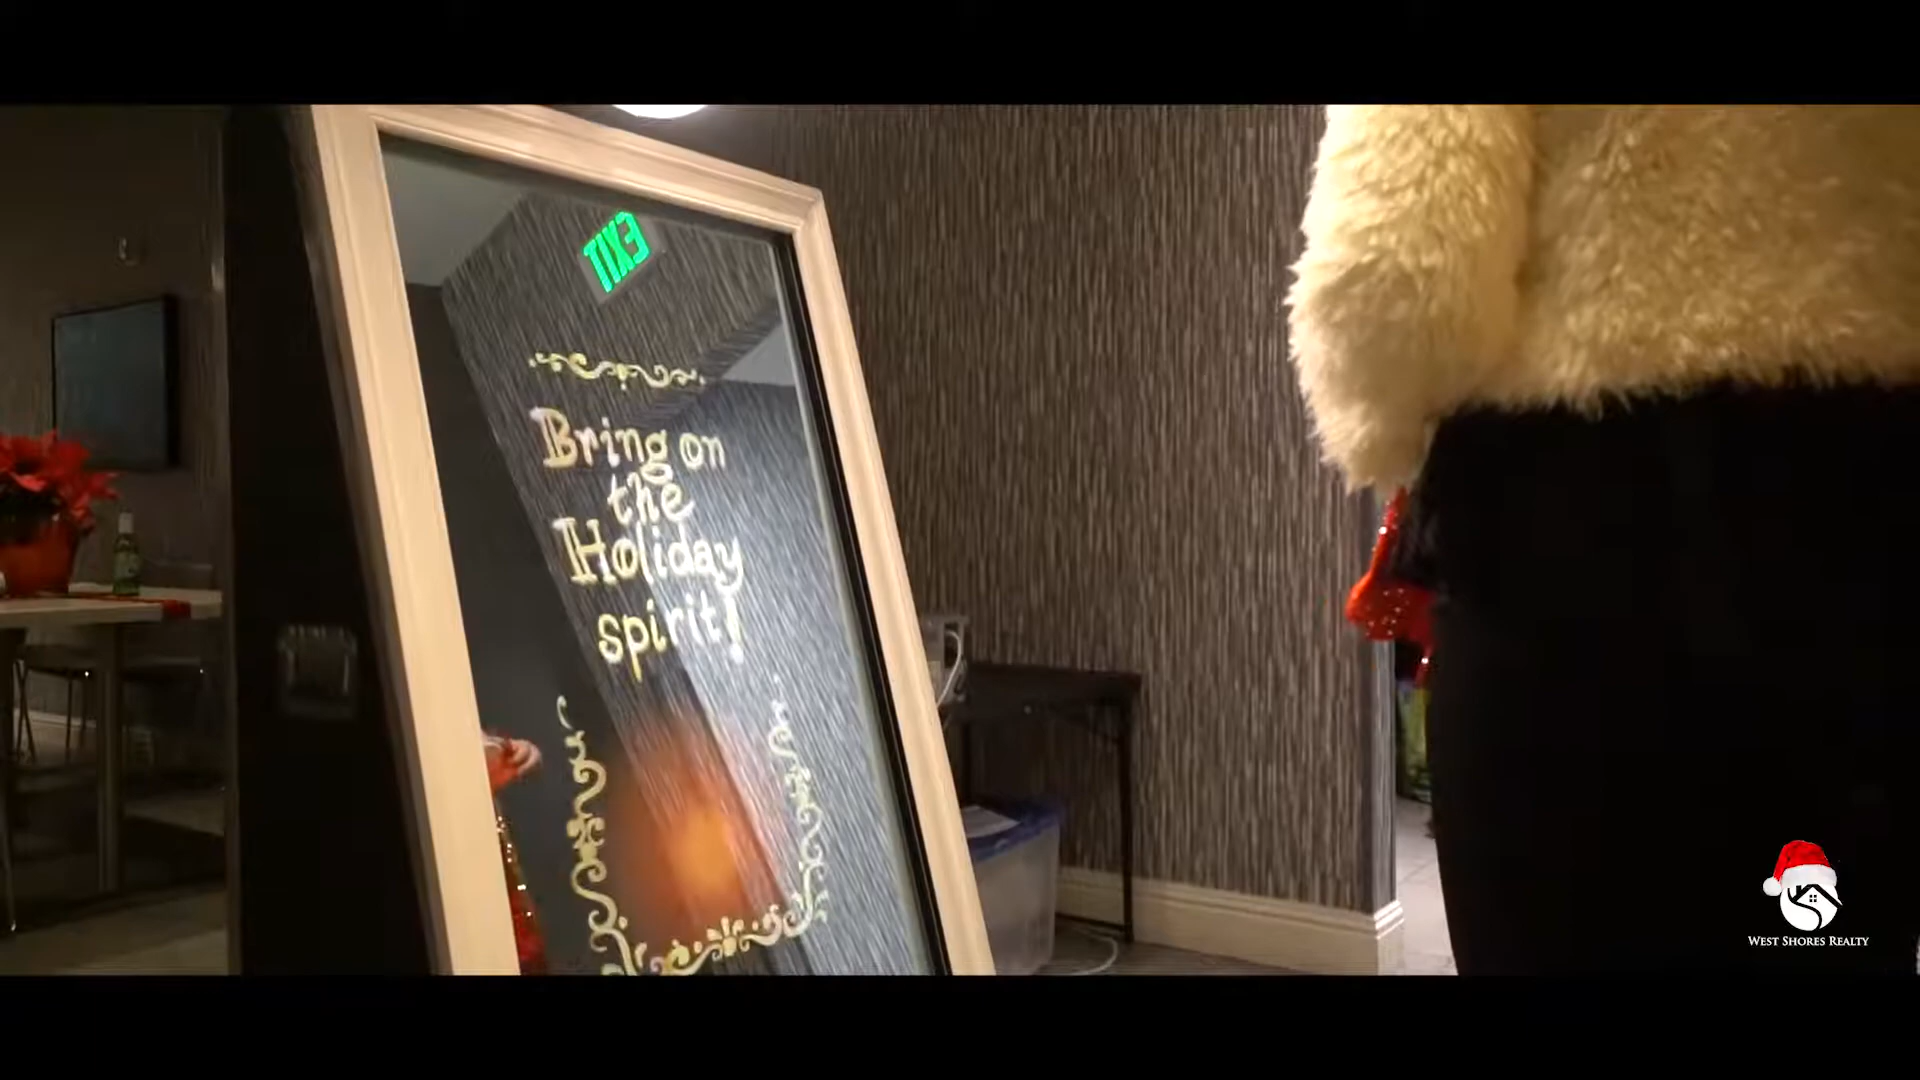 EXIT
Bring on
the
Holiday
spirit!
WEST SHORES REALTY